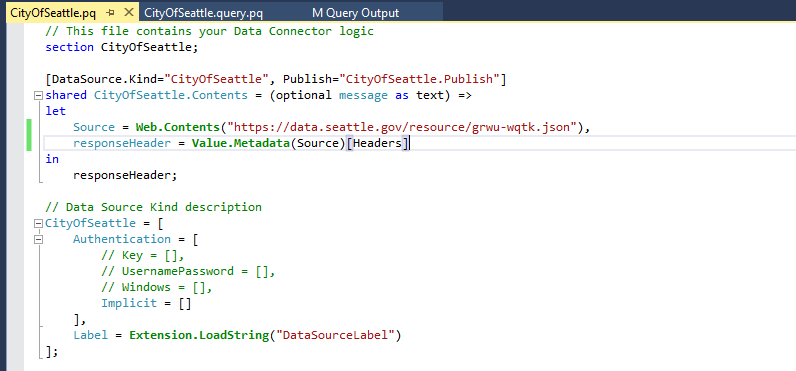 CityOfSeattle.pq CityOfSeattle.query.pq M Query Output
// This file contains your Data Connector logic
section CityOfSeattle;
[DataSource.Kind="CityOfSeattle", Publish="CityOfSeattle.Publish"]
shared CityOfSeattle.Contents = (optional message as text) =>
let
Source = Web.Contents("https://data.seattle.gov/resource/grwu-wqtk.json"),
responseHeader = Value.Metadata(Source)[Headers]
in
responseHeader;
// Data Source Kind description
CityOfSeattle = [
Authentication = [
// Key = [],
// UsernamePassword = [],
// Windows = [],
Implicit = []
],
Label = Extension.LoadString("DataSourceLabel")
];